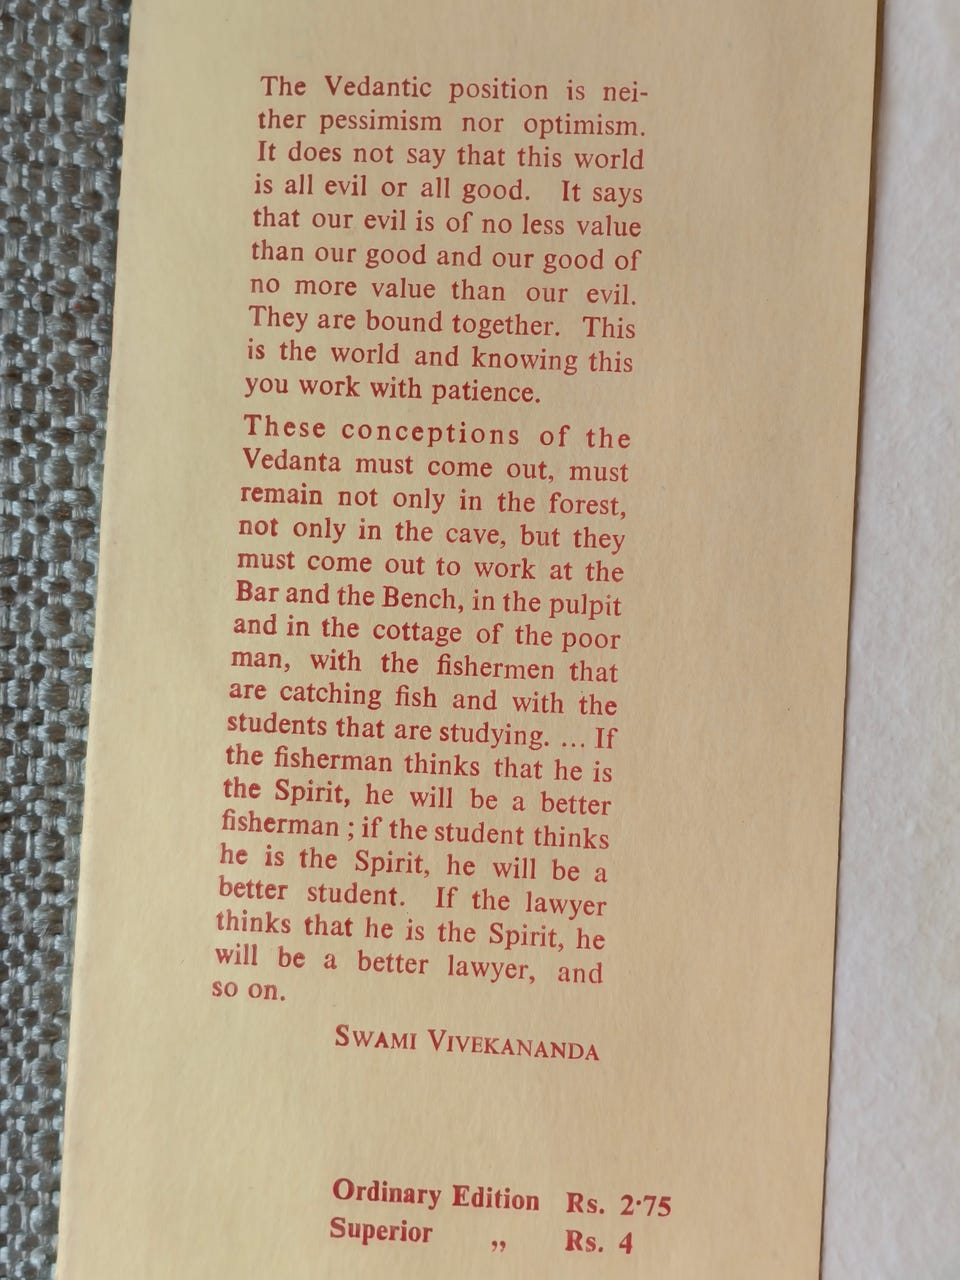 The Vedantic position is nei-
ther pessimism nor optimism.
It does not say that this world
is all evil or all good. It says
that our evil is of no less value
than our good and our good of
no more value than our evil.
They are bound together. This
is the world and knowing this
you work with patience.
These conceptions of the
Vedanta must come out, must
remain not only in the forest,
not only in the cave, but they
must come out to work at the
Bar and the Bench, in the pulpit
and in the cottage of the poor
man, with the fishermen that
are catching fish and with the
students that are studying. ... If
the fisherman thinks that he is
the Spirit, he will be a better
fisherman ; if the student thinks
he is the Spirit, he will be a
better student. If the lawyer
thinks that he is the Spirit, he
will be a better lawyer, and
so on.
SWAMI VIVEKANANDA
Ordinary Edition Rs. 2·75
Superior ,, Rs. 4